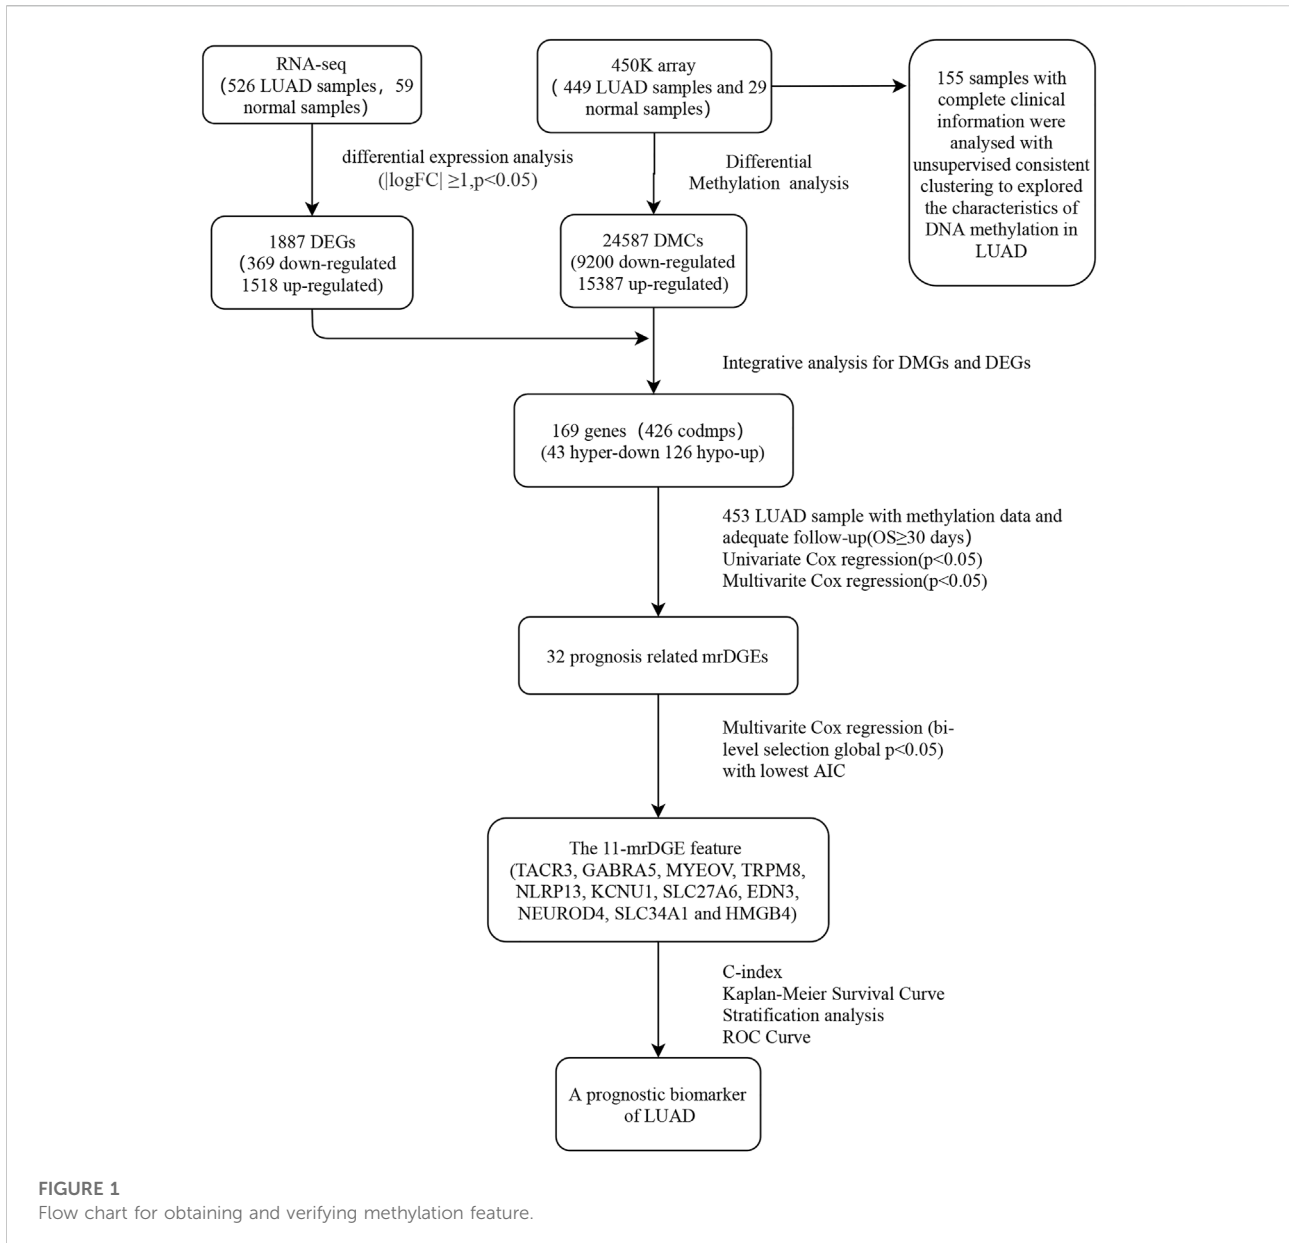 RNA-seq
(526 LUAD samples, 59
normal samples)
450K array
( 449 LUAD samples and 29
normal samples)
155 samples with
complete clinical
information were
analysed with
unsupervised consistent
clustering to explored
the characteristics of
DNA methylation in
LUAD
differential expression analysis
(|logFC| ≥1,p<0.05)
Differential
Methylation analysis
1887 DEGs
(369 down-regulated
1518 up-regulated)
24587 DMCs
(9200 down-regulated
15387 up-regulated)
Integrative analysis for DMGs and DEGs
169 genes (426 codmps)
(43 hyper-down 126 hypo-up)
453 LUAD sample with methylation data and
adequate follow-up(OS≥30 days)
Univariate Cox regression(p<0.05)
Multivarite Cox regression(p<0.05)
32 prognosis related mrDGEs
Multivarite Cox regression (bi-
level selection global p<0.05)
with lowest AIC
The 11-mrDGE feature
(TACR3, GABRA5, MYEOV, TRPM8,
NLRP13, KCNU1, SLC27A6, EDN3,
NEUROD4, SLC34A1 and HMGB4)
C-index
Kaplan-Meier Survival Curve
Stratification analysis
ROC Curve
A prognostic biomarker
of LUAD
FIGURE 1
Flow chart for obtaining and verifying methylation feature.